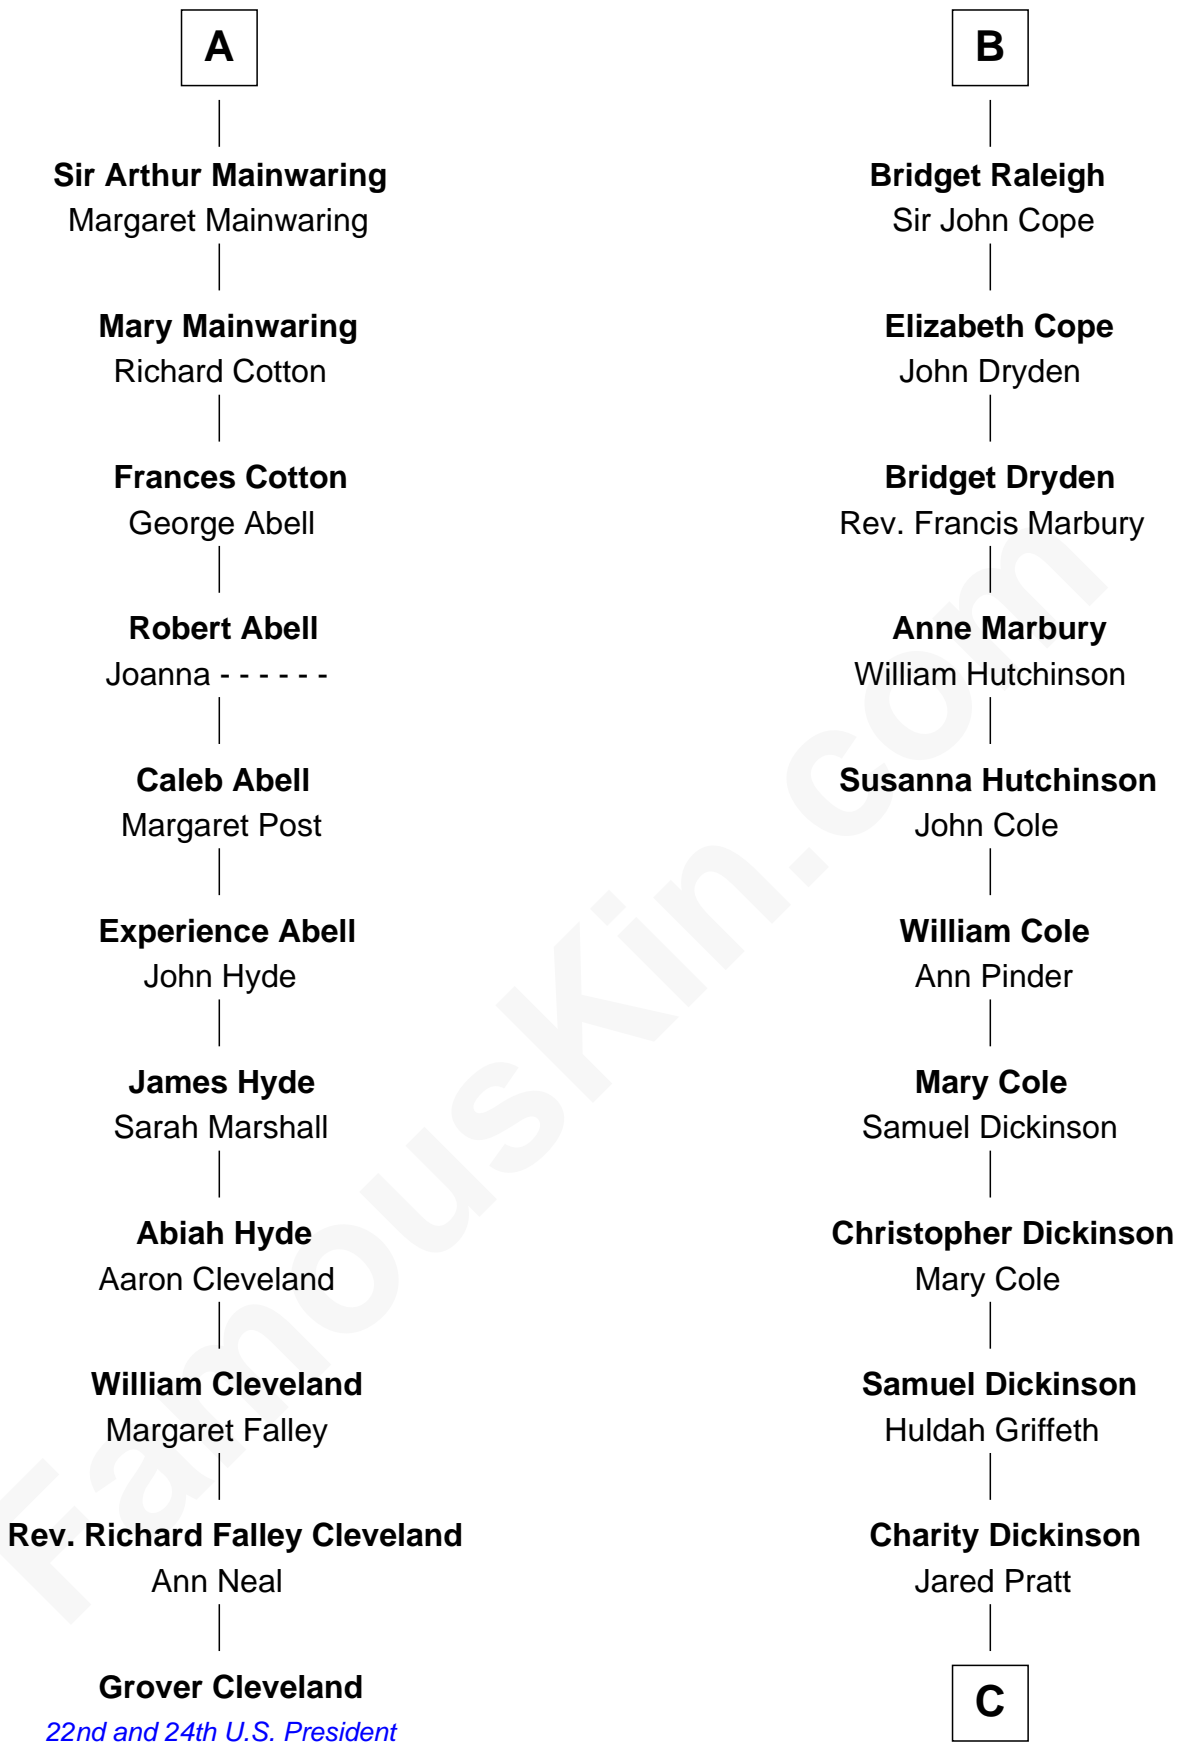 A
Sir Arthur Mainwaring
Margaret Mainwaring
Mary Mainwaring
Richard Cotton
Frances Cotton
George Abell
Robert Abell
Joanna - - - - - -
Caleb Abell
Margaret Post
Experience Abell
John Hyde
James Hyde
Sarah Marshall
Abiah Hyde
Aaron Cleveland
William Cleveland
Margaret Falley
Rev. Richard Falley Cleveland
Ann Neal
Grover Cleveland
22nd and 24th U.S. President
B
Bridget Raleigh
Sir John Cope
Elizabeth Cope
John Dryden
Bridget Dryden
Rev. Francis Marbury
Anne Marbury
William Hutchinson
Susanna Hutchinson
John Cole
William Cole
Ann Pinder
Mary Cole
Samuel Dickinson
Christopher Dickinson
Mary Cole
Samuel Dickinson
Huldah Griffeth
Charity Dickinson
Jared Pratt
C
FamousKin.com